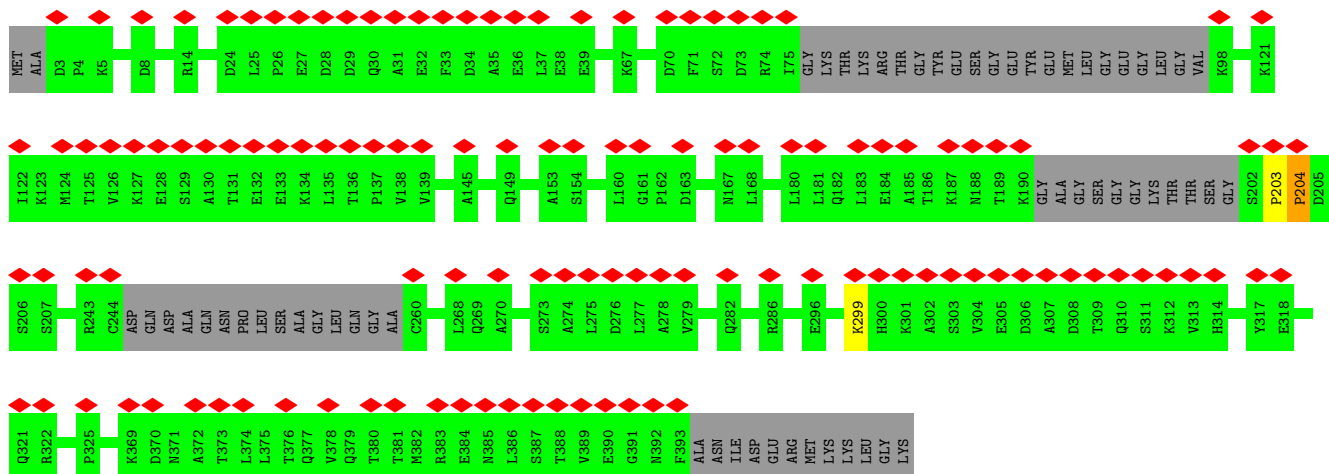 MET ALA D3 P4 K5 D8 R14 D24 L25 P26 E27 D28 D29 Q30 A31 E32 F33 D34 A35 E36 L37 E38 E39 K67 D70 F71 S72 D73 R74 I75 GLY LYS THR LYS ARG THR GLY TYR GLU SER GLY GLU TYR GLU MET LEU GLY GLU GLY LEU GLY VAL K98 K121
I122 K123 M124 T125 V126 K127 E128 S129 A130 T131 E132 E133 K134 L135 T136 P137 V138 V139 A145 Q149 A153 S154 L160 G161 P162 D163 N167 L168 L180 L181 Q182 L183 E184 A185 T186 K187 N188 T189 K190 GLY ALA GLY SER GLY GLY LYS THR THR SER GLY S202 P203 P204 D205
S206 S207 R243 C244 ASP GLN ASP ALA GLN ASN PRO LEU SER ALA GLY LEU GLN GLY ALA C260 L268 Q269 A270 S273 A274 L275 D276 L277 A278 V279 Q282 R286 E296 K299 H300 K301 A302 S303 V304 E305 D306 A307 D308 T309 Q310 S311 K312 V313 H314 Y317 E318
Q321 R322 P325 K369 D370 N371 A372 T373 L374 L375 T376 Q377 V378 Q379 T380 T381 M382 R383 E384 N385 L386 S387 T388 V389 E390 G391 N392 F393 ALA ASN ILE ASP GLU ARG MET LYS LYS LEU GLY LYS